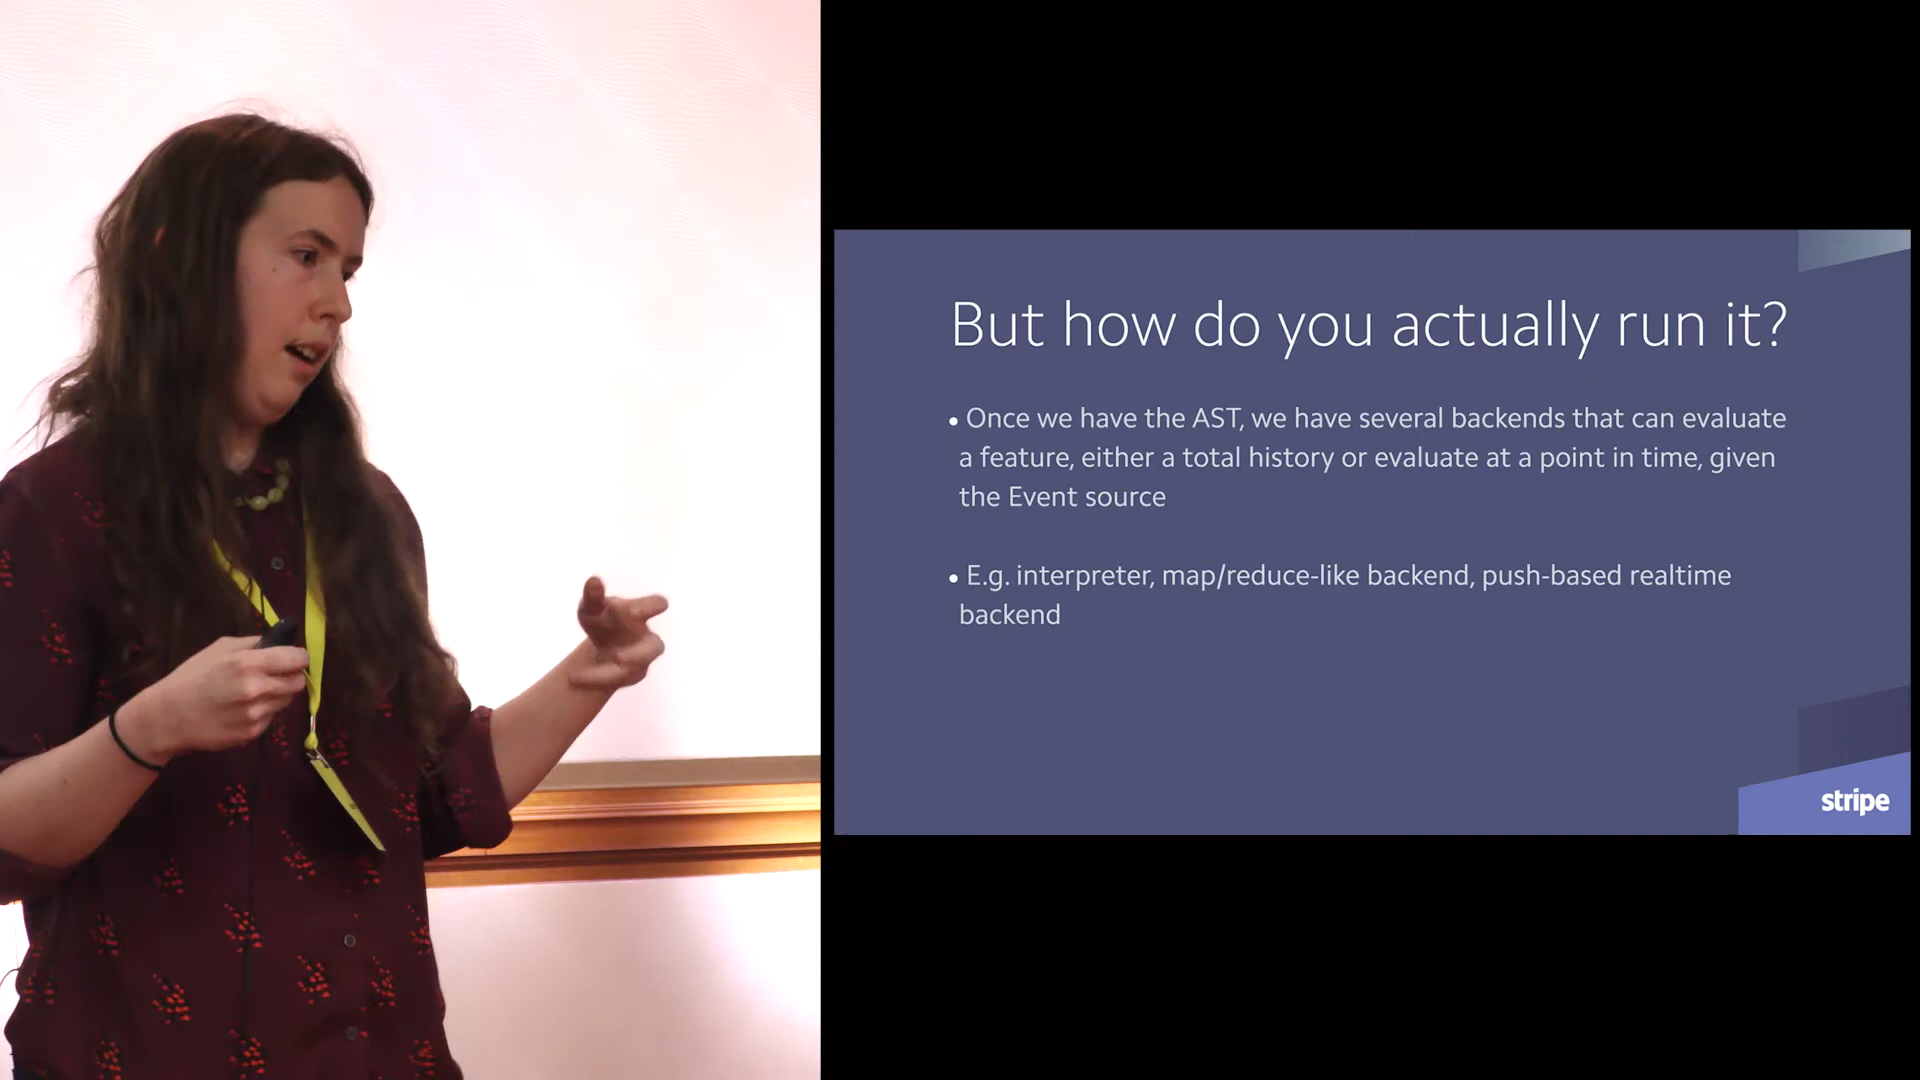 But how do you actually run it?
• Once we have the AST, we have several backends that can evaluate
a feature, either a total history or evaluate at a point in time, given
the Event source
• E.g. interpreter, map/reduce-like backend, push-based realtime
backend
stripe